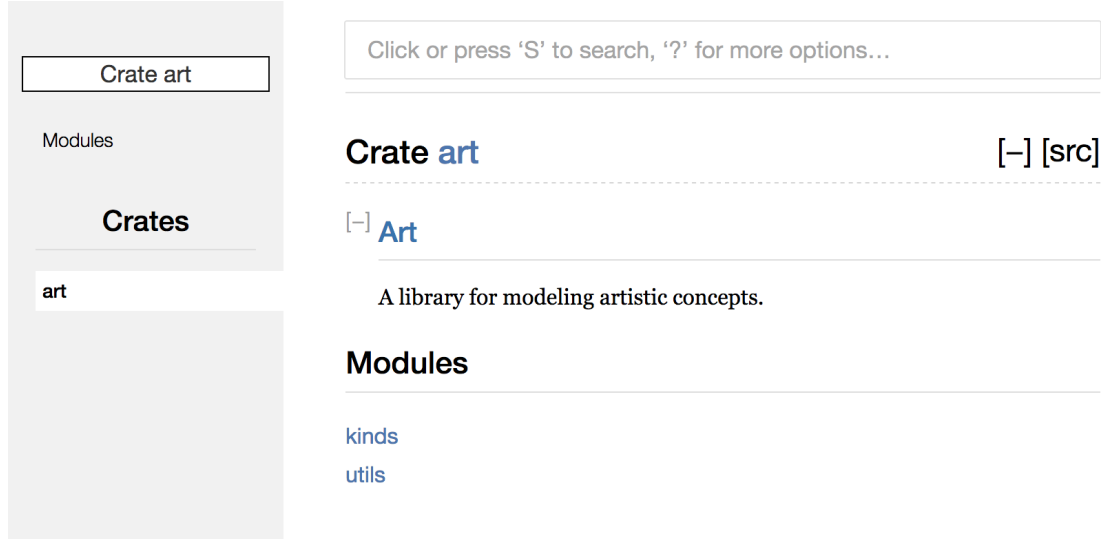 Crate art
Modules
Crates
art
Click or press ‘S’ to search, ‘?’ for more options…
Crate art [–] [src]
[–] Art
A library for modeling artistic concepts.
Modules
kinds
utils